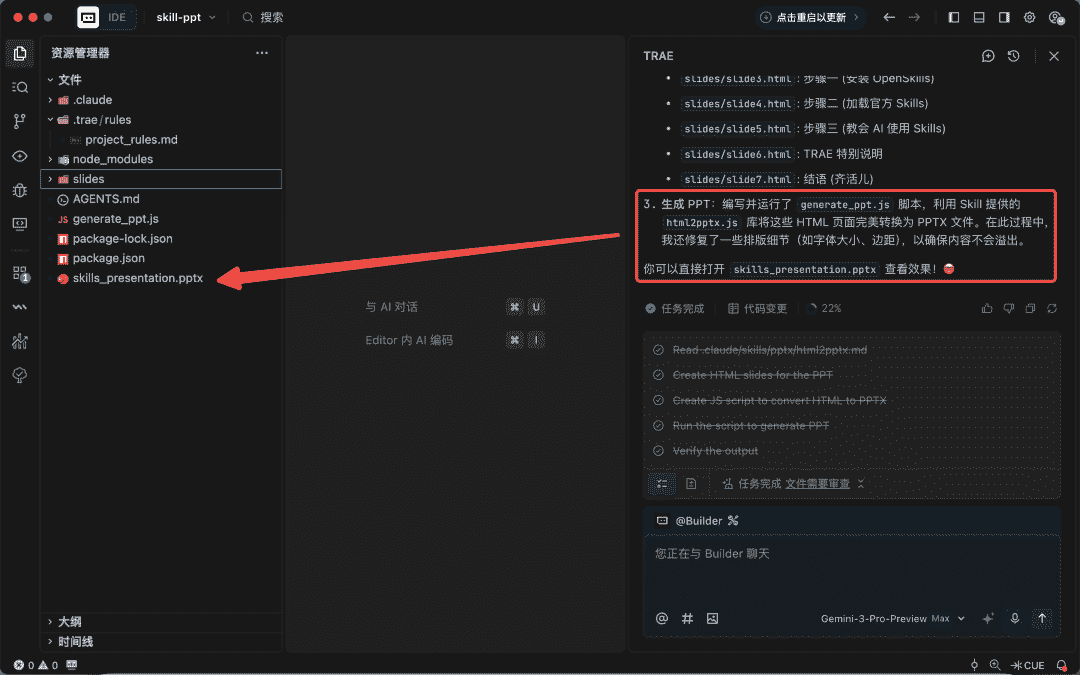 IDE
skill-ppt
搜索
点击重启以更新
资源管理器
文件
.claude
.trae/rules
project_rules.md
node_modules
slides
AGENTS.md
JS generate_ppt.js
package-lock.json
package.json
skills_presentation.pptx
1
大纲
时间线
0 0
与 AI 对话 ⌘ U
Editor 内 AI 编码 ⌘ I
TRAE
• slides/slide3.html: 步骤一 (安装 OpenSkills)
• slides/slide4.html: 步骤二 (加载官方 Skills)
• slides/slide5.html: 步骤三 (教会 AI 使用 Skills)
• slides/slide6.html: TRAE 特别说明
• slides/slide7.html: 结语 (齐活儿)
3. 生成 PPT: 编写并运行了 generate_ppt.js 脚本, 利用 Skill 提供的
html2pptx.js 库将这些 HTML 页面完美转换为 PPTX 文件。在此过程中,
我还修复了一些排版细节 (如字体大小、边距), 以确保内容不会溢出。
你可以直接打开 skills_presentation.pptx 查看效果!
任务完成 代码变更 22%
Read .claude/skills/pptx/html2pptx.md
Create HTML slides for the PPT
Create JS script to convert HTML to PPTX
Run the script to generate PPT
Verify the output
任务完成 文件需要审查
@Builder
您正在与 Builder 聊天
Gemini-3-Pro-Preview Max
CUE